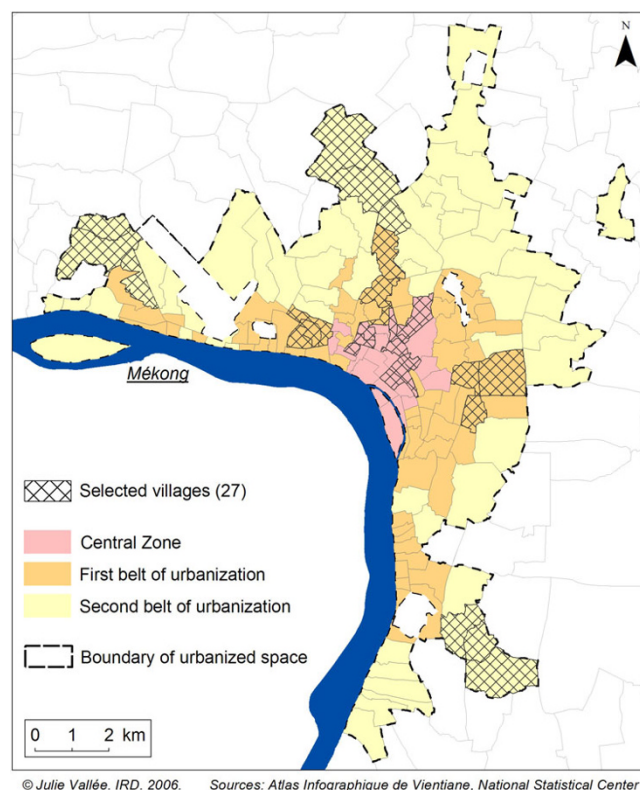 N
Mékong
Selected villages (27)
Central Zone
First belt of urbanization
Second belt of urbanization
Boundary of urbanized space
0 1 2 km
© Julie Vallée, IRD, 2006. Sources: Atlas Infographique de Vientiane, National Statistical Center